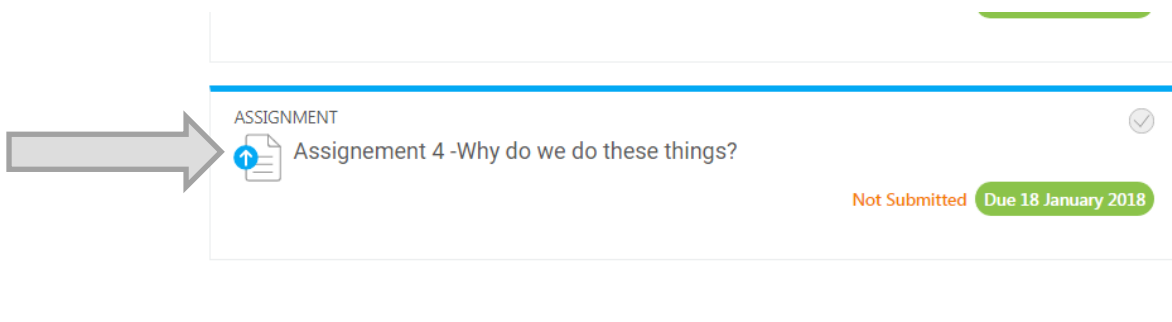 ASSIGNMENT
Assignement 4 -Why do we do these things?
Not Submitted Due 18 January 2018